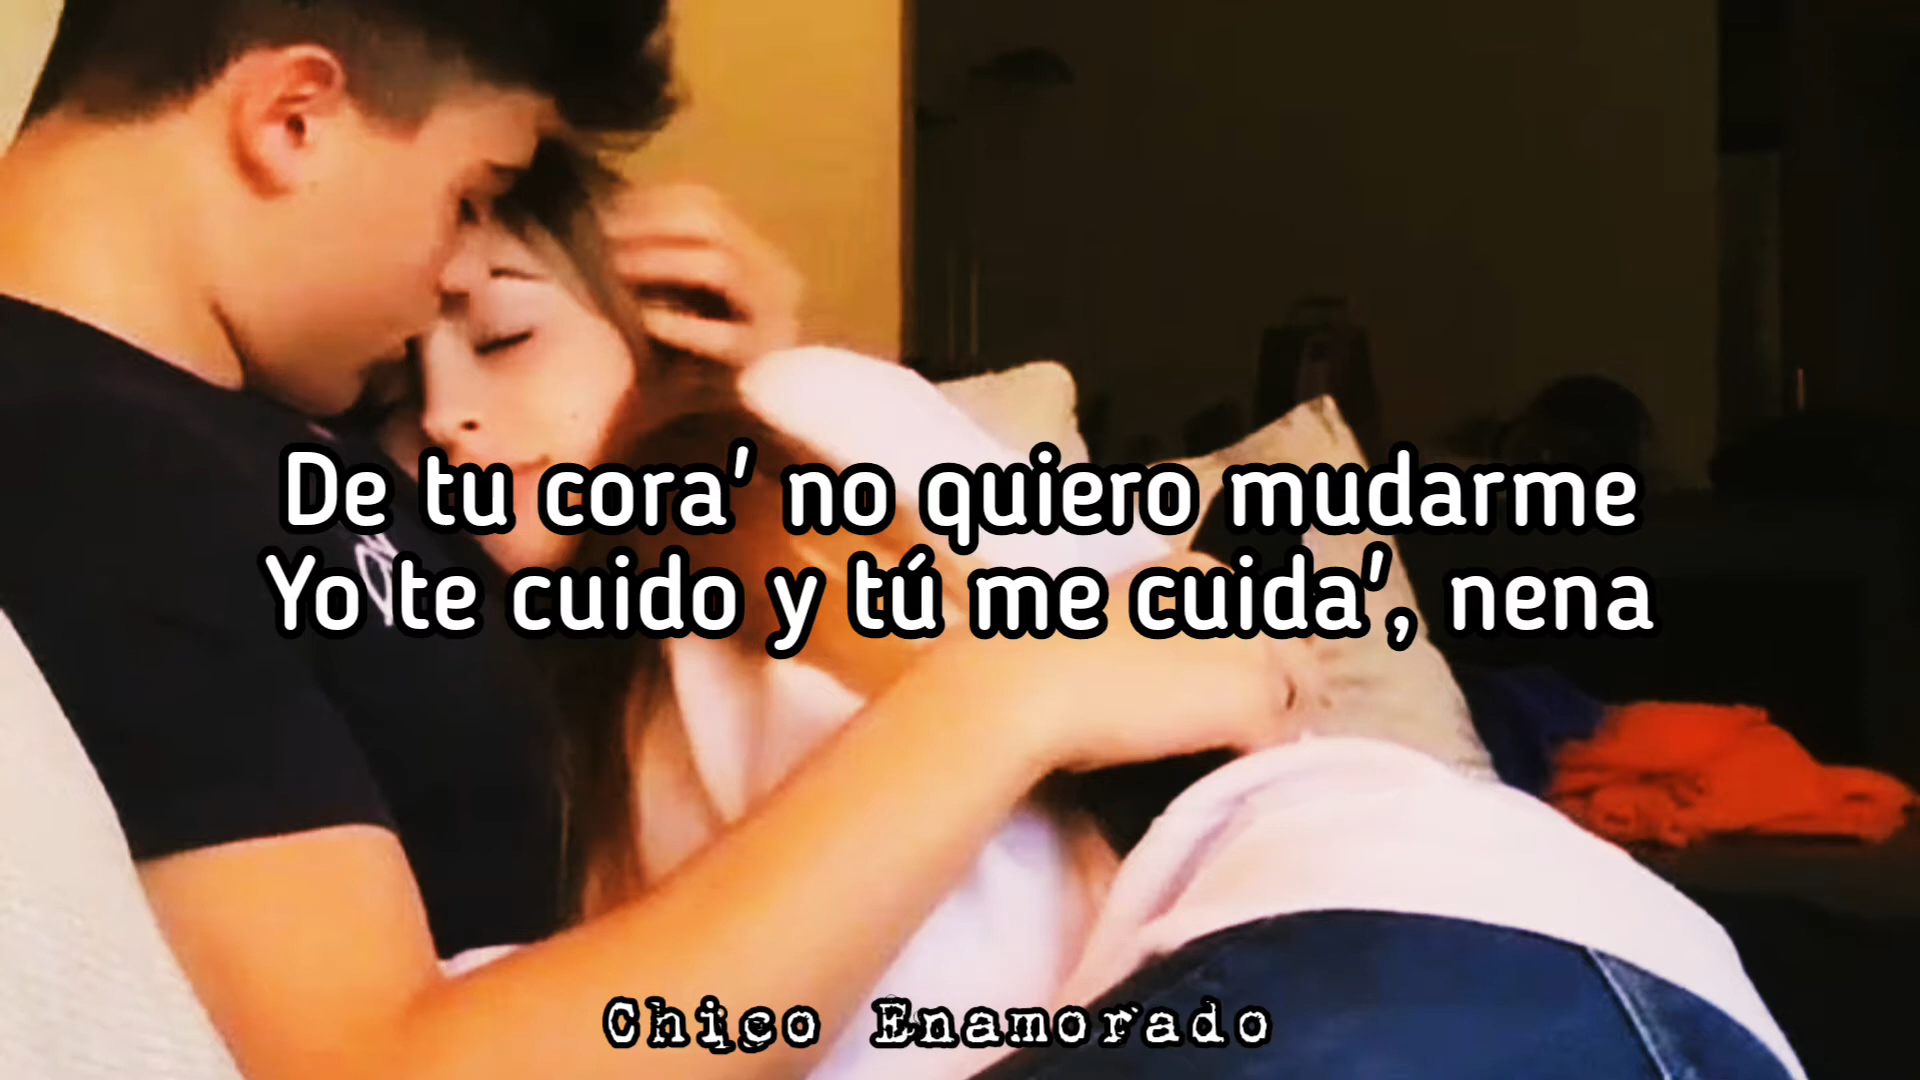 De tu cora' no quiero mudarme
Yo te cuido y tú me cuida', nena
Chico Enamorado